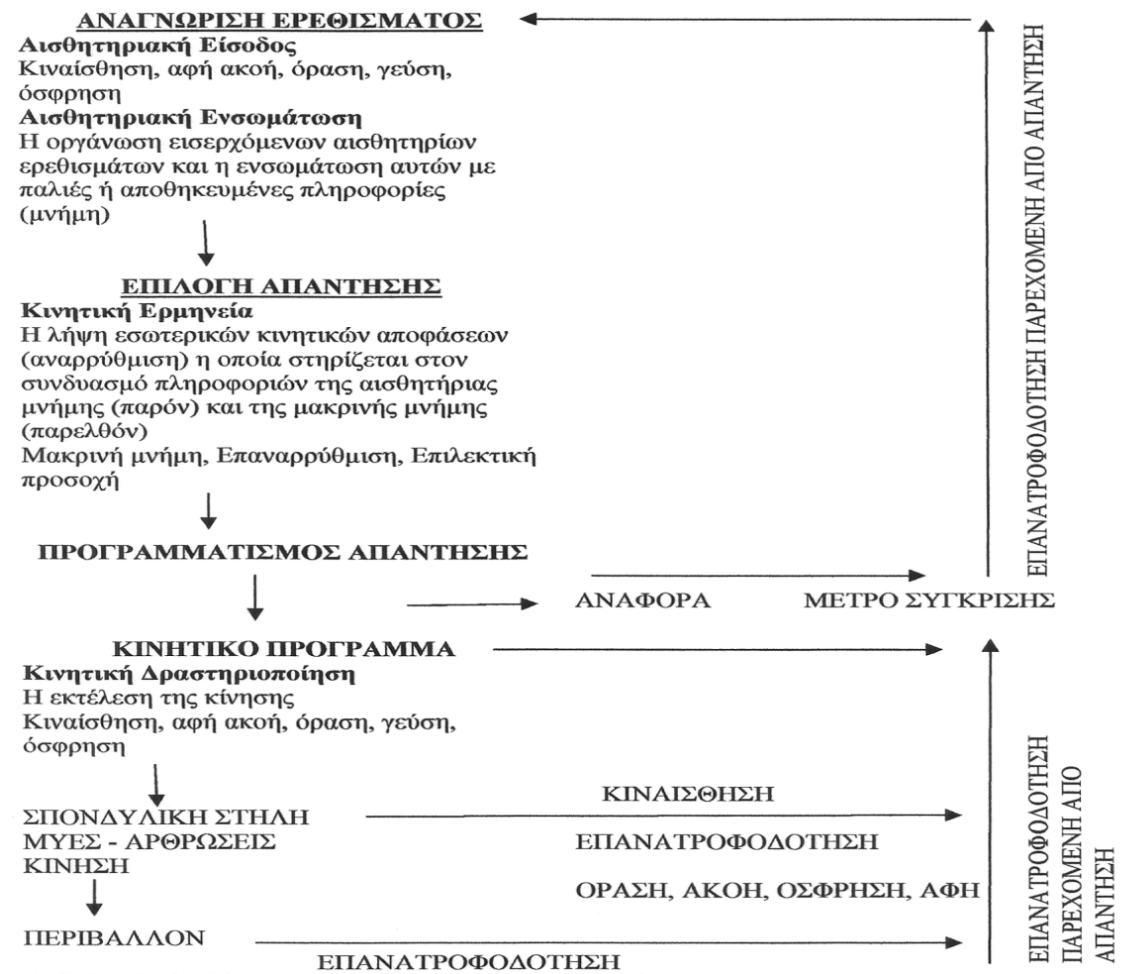 ΑΝΑΓΝΩΡΙΣΗ ΕΡΕΘΙΣΜΑΤΟΣ
Αισθητηριακή Είσοδος
Κιναίσθηση, αφή ακοή, όραση, γεύση,
όσφρηση
Αισθητηριακή Ενσωμάτωση
Η οργάνωση εισερχόμενων αισθητηρίων
ερεθισμάτων και η ενσωμάτωση αυτών με
παλιές ή αποθηκευμένες πληροφορίες
(μνήμη)
ΕΠΙΛΟΓΗ ΑΠΑΝΤΗΣΗΣ
Κινητική Ερμηνεία
Η λήψη εσωτερικών κινητικών αποφάσεων
(αναρρύθμιση) η οποία στηρίζεται στον
συνδυασμό πληροφοριών της αισθητήριας
μνήμης (παρόν) και της μακρινής μνήμης
(παρελθόν)
Μακρινή μνήμη, Επαναρρύθμιση, Επιλεκτική
προσοχή
ΠΡΟΓΡΑΜΜΑΤΙΣΜΟΣ ΑΠΑΝΤΗΣΗΣ
ΑΝΑΦΟΡΑ ΜΕΤΡΟ ΣΥΓΚΡΙΣΗΣ
ΚΙΝΗΤΙΚΟ ΠΡΟΓΡΑΜΜΑ
Κινητική Δραστηριοποίηση
Η εκτέλεση της κίνησης
Κιναίσθηση, αφή ακοή, όραση, γεύση,
όσφρηση
ΚΙΝΑΙΣΘΗΣΗ
ΣΠΟΝΔΥΛΙΚΗ ΣΤΗΛΗ
ΜΥΕΣ - ΑΡΘΡΩΣΕΙΣ ΕΠΑΝΑΤΡΟΦΟΔΟΤΗΣΗ
ΚΙΝΗΣΗ
ΟΡΑΣΗ, ΑΚΟΗ, ΟΣΦΡΗΣΗ, ΑΦΗ
ΠΕΡΙΒΑΛΛΟΝ
ΕΠΑΝΑΤΡΟΦΟΔΟΤΗΣΗ
ΕΠΑΝΑΤΡΟΦΟΔΟΤΗΣΗ ΠΑΡΕΧΟΜΕΝΗ ΑΠΟ ΑΠΑΝΤΗΣΗ
ΕΠΑΝΑΤΡΟΦΟΔΟΤΗΣΗ
ΠΑΡΕΧΟΜΕΝΗ ΑΠΟ
ΑΠΑΝΤΗΣΗ